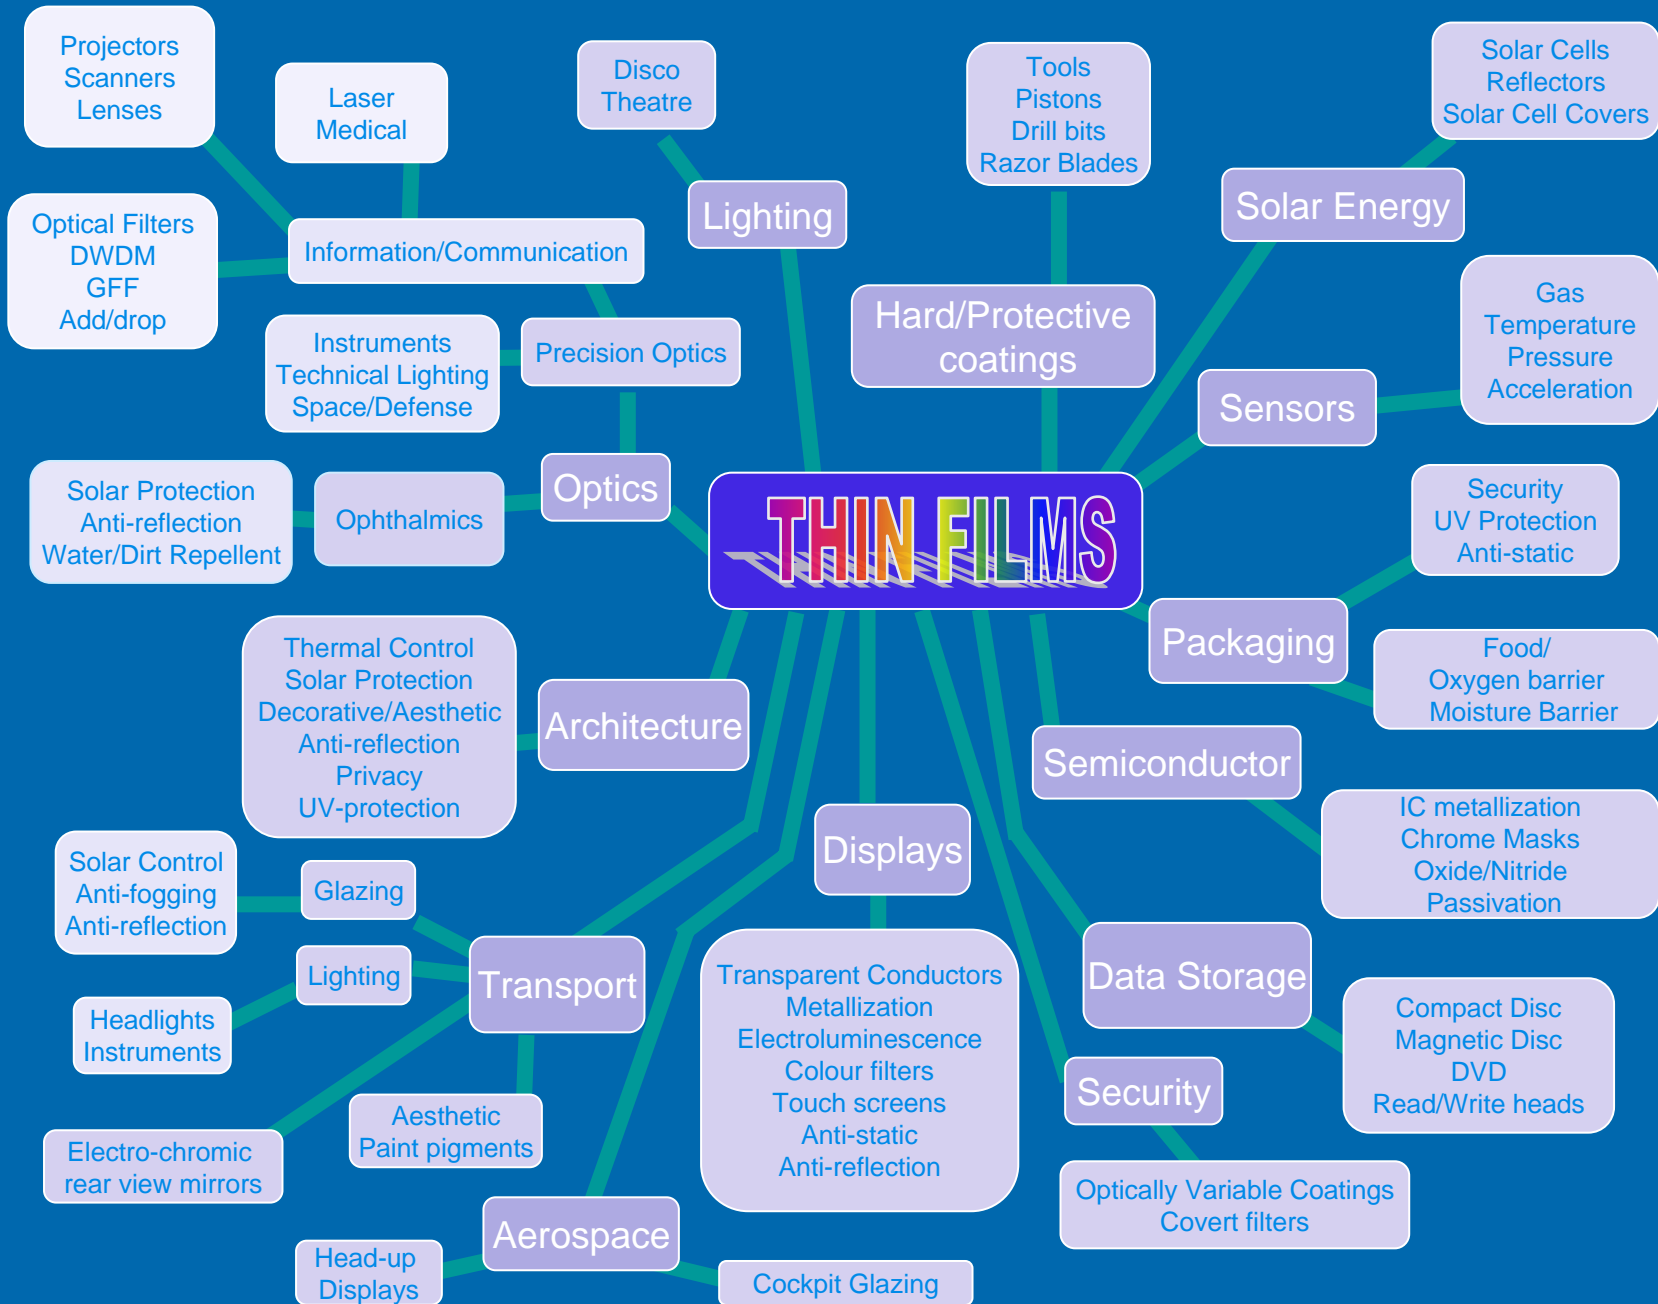 Projectors
Scanners
Lenses
Laser
Medical
Disco
Theatre
Tools
Pistons
Drill bits
Razor Blades
Solar Cells
Reflectors
Solar Cell Covers
Lighting
Solar Energy
Optical Filters
DWDM
GFF
Add/drop
Information/Communication
Hard/Protective
coatings
Gas
Temperature
Pressure
Acceleration
Instruments
Technical Lighting
Space/Defense
Precision Optics
Sensors
Solar Protection
Anti-reflection
Water/Dirt Repellent
Ophthalmics
Optics
THIN FILMS
Security
UV Protection
Anti-static
Packaging
Food/
Oxygen barrier
Moisture Barrier
Thermal Control
Solar Protection
Decorative/Aesthetic
Anti-reflection
Privacy
UV-protection
Architecture
Semiconductor
IC metallization
Chrome Masks
Oxide/Nitride
Passivation
Displays
Solar Control
Anti-fogging
Anti-reflection
Glazing
Lighting
Transport
Headlights
Instruments
Transparent Conductors
Metallization
Electroluminescence
Colour filters
Touch screens
Anti-static
Anti-reflection
Data Storage
Compact Disc
Magnetic Disc
DVD
Read/Write heads
Security
Aesthetic
Paint pigments
Electro-chromic
rear view mirrors
Optically Variable Coatings
Covert filters
Aerospace
Head-up
Displays
Cockpit Glazing